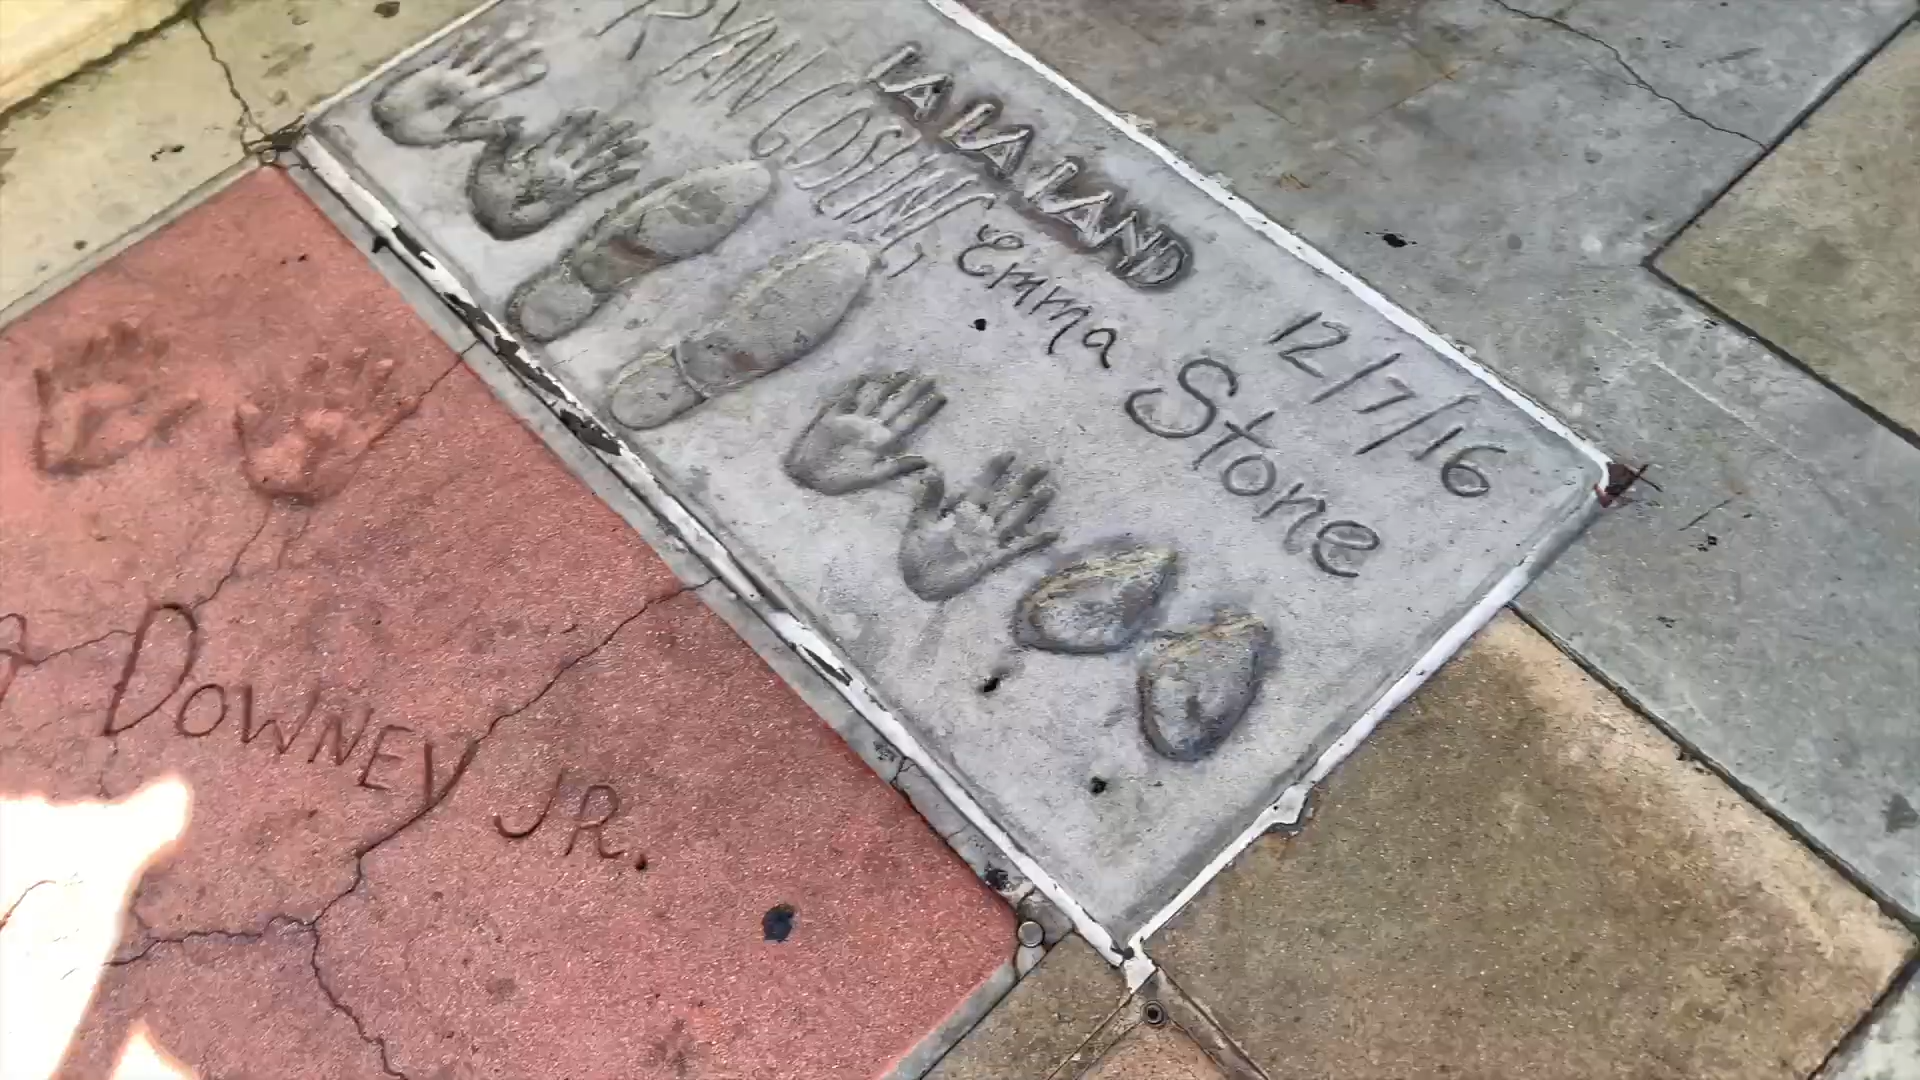 RYAN GOSLING
LA LA LAND
Emma Stone
12/7/16
DOWNEY JR.